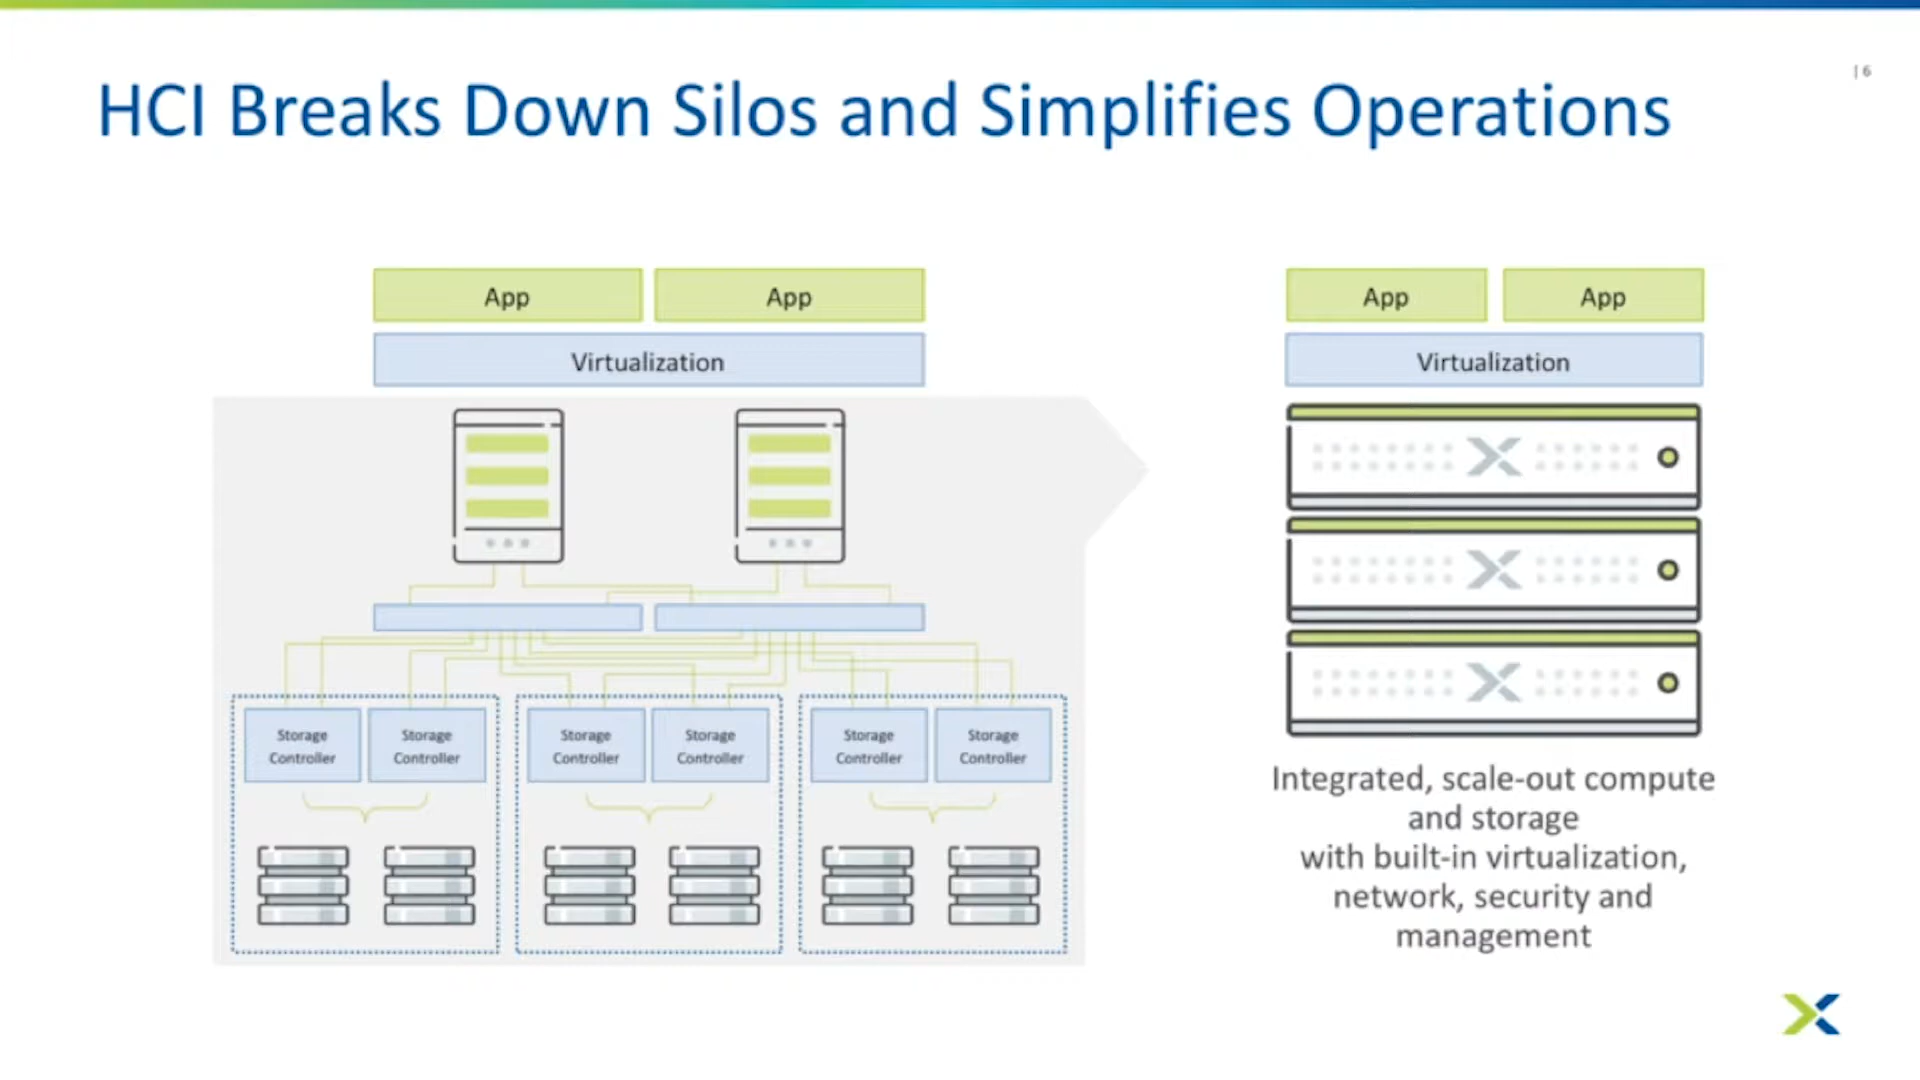 | 6
HCI Breaks Down Silos and Simplifies Operations
App
App
Virtualization
Storage
Controller
Storage
Controller
Storage
Controller
Storage
Controller
Storage
Controller
Storage
Controller
App
App
Virtualization
Integrated, scale-out compute
and storage
with built-in virtualization,
network, security and
management